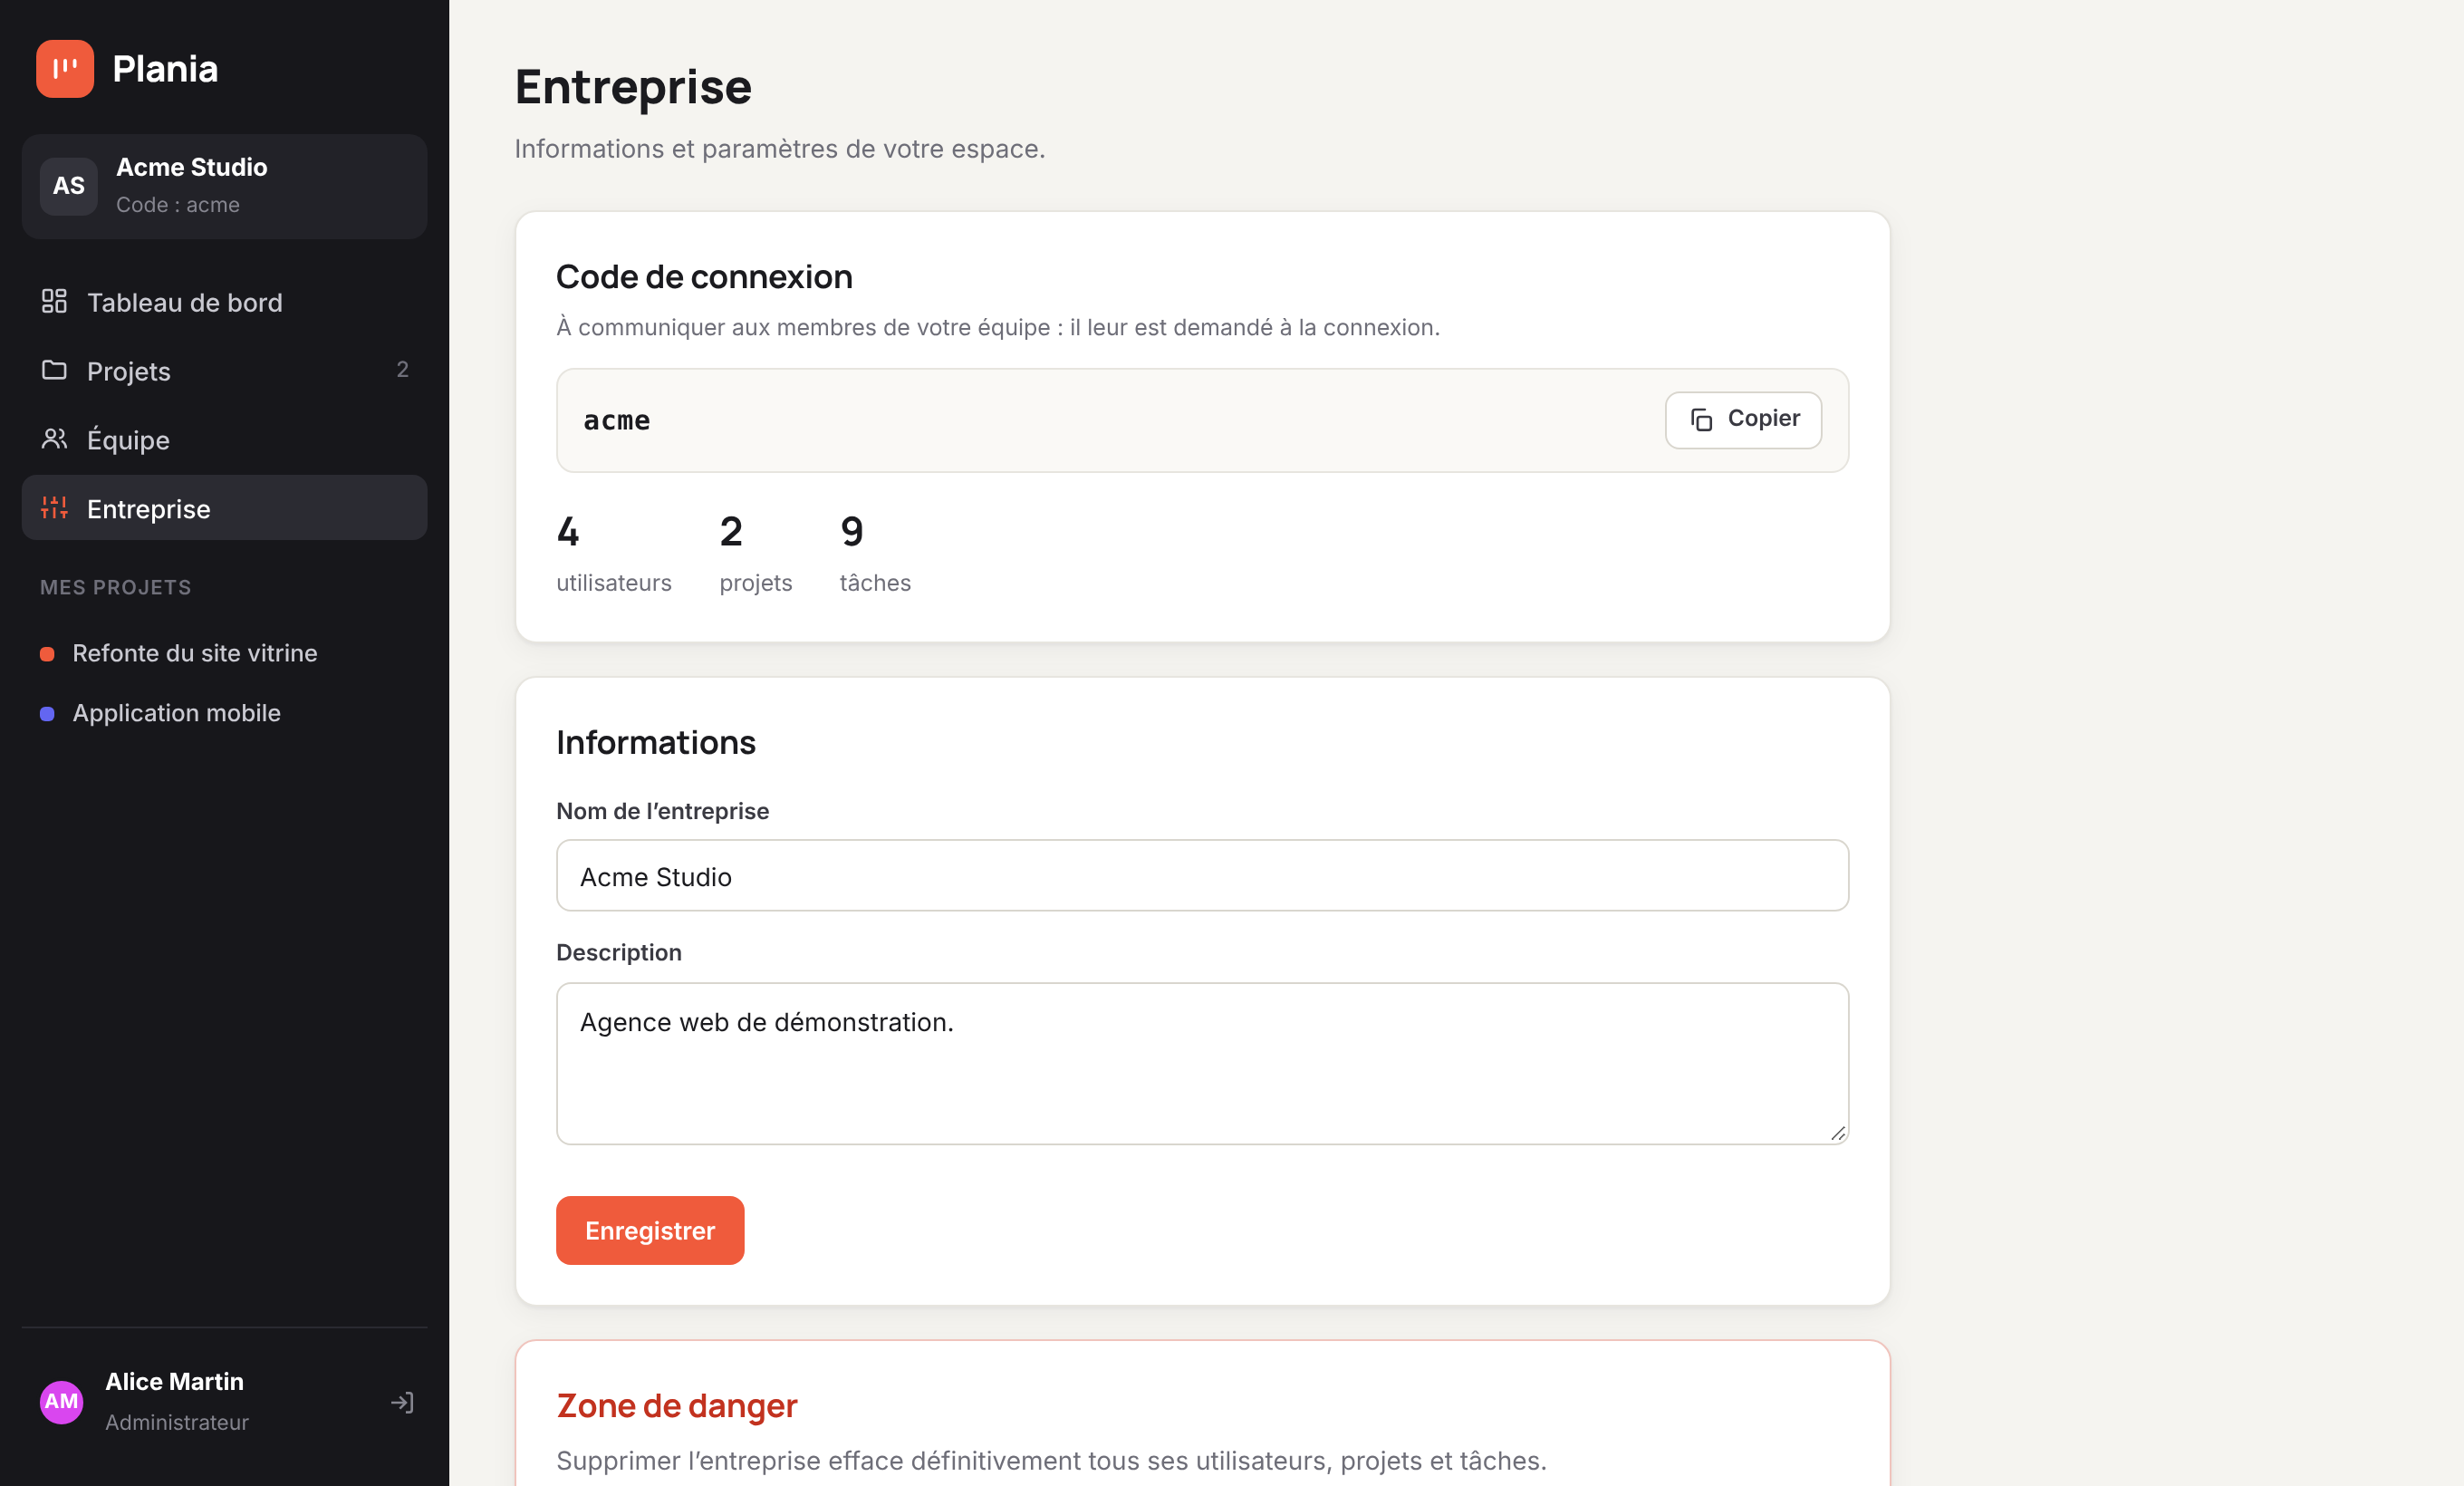 Plania
AS
Acme Studio
Code : acme
Tableau de bord
Projets 2
Équipe
Entreprise
MES PROJETS
Refonte du site vitrine
Application mobile
AM
Alice Martin
Administrateur
Entreprise
Informations et paramètres de votre espace.
Code de connexion
À communiquer aux membres de votre équipe : il leur est demandé à la connexion.
acme
Copier
4 2 9
utilisateurs projets tâches
Informations
Nom de l’entreprise
Acme Studio
Description
Agence web de démonstration.
Enregistrer
Zone de danger
Supprimer l’entreprise efface définitivement tous ses utilisateurs, projets et tâches.